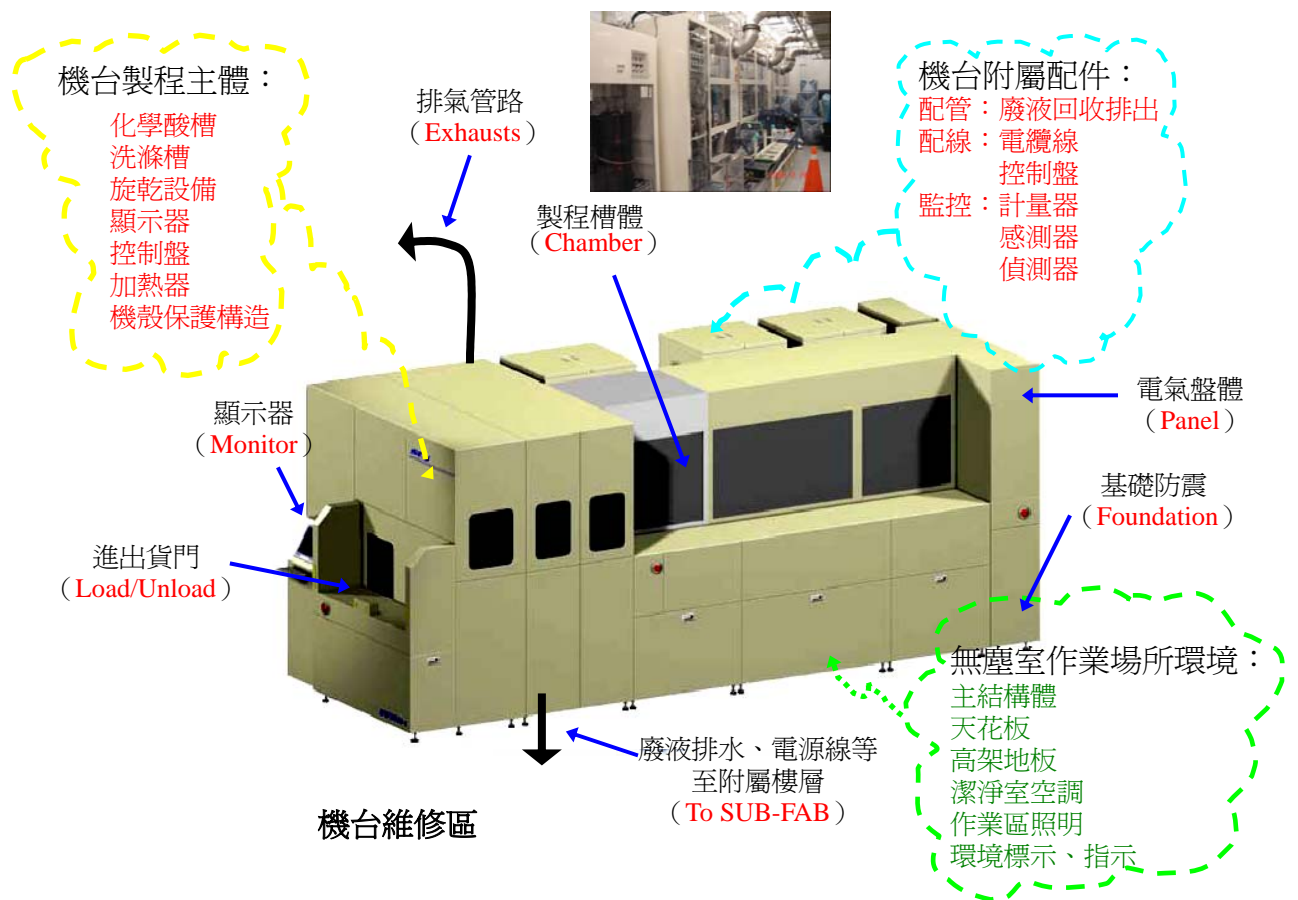 機台製程主體：
化學酸槽
洗滌槽
旋乾設備
顯示器
控制盤
加熱器
機殼保護構造
排氣管路
（Exhausts）
製程槽體
（Chamber）
機台附屬配件：
配管：廢液回收排出
配線：電纜線
控制盤
監控：計量器
感測器
偵測器
顯示器
（Monitor）
電氣盤體
（Panel）
基礎防震
（Foundation）
進出貨門
（Load/Unload）
無塵室作業場所環境：
主結構體
天花板
高架地板
潔淨室空調
作業區照明
環境標示、指示
廢液排水、電源線等
至附屬樓層
（To SUB-FAB）
機台維修區